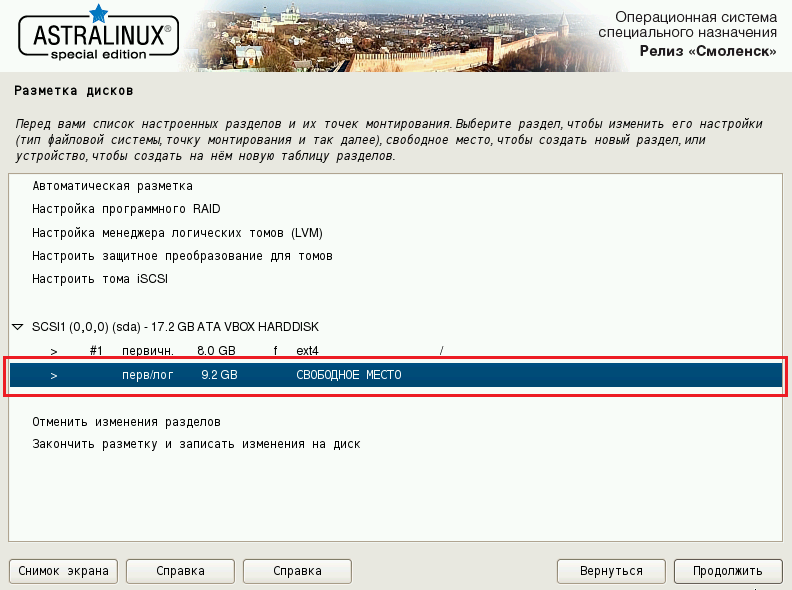 ASTRALINUX®
special edition
Операционная система
специального назначения
Релиз «Смоленск»
Разметка дисков
Перед вами список настроенных разделов и их точек монтирования. Выберите раздел, чтобы изменить его настройки
(тип файловой системы, точку монтирования и так далее), свободное место, чтобы создать новый раздел, или
устройство, чтобы создать на нём новую таблицу разделов.
Автоматическая разметка
Настройка программного RAID
Настройка менеджера логических томов (LVM)
Настроить защитное преобразование для томов
Настроить тома iSCSI
SCSI1 (0,0,0) (sda) - 17.2 GB ATA VBOX HARDDISK
> #1 первичн. 8.0 GB f ext4 /
> перв/лог 9.2 GB СВОБОДНОЕ МЕСТО
Отменить изменения разделов
Закончить разметку и записать изменения на диск
Снимок экрана Справка Справка Вернуться Продолжить